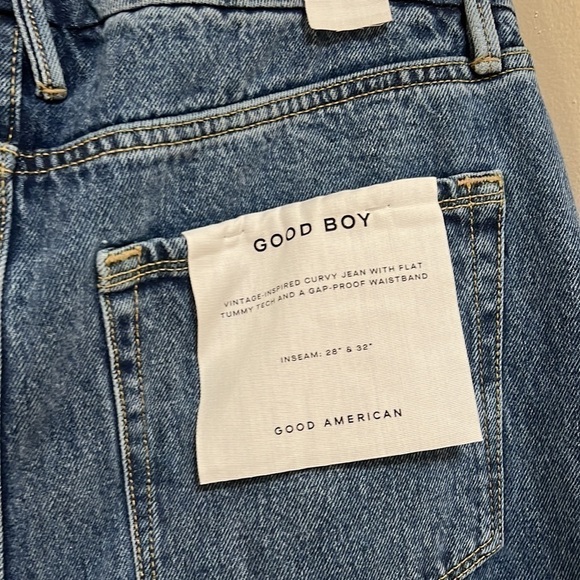 GOOD BOY
VINTAGE-INSPIRED CURVY JEAN WITH FLAT
TUMMY TECH AND A GAP-PROOF WAISTBAND
INSEAM: 28" & 32"
GOOD AMERICAN